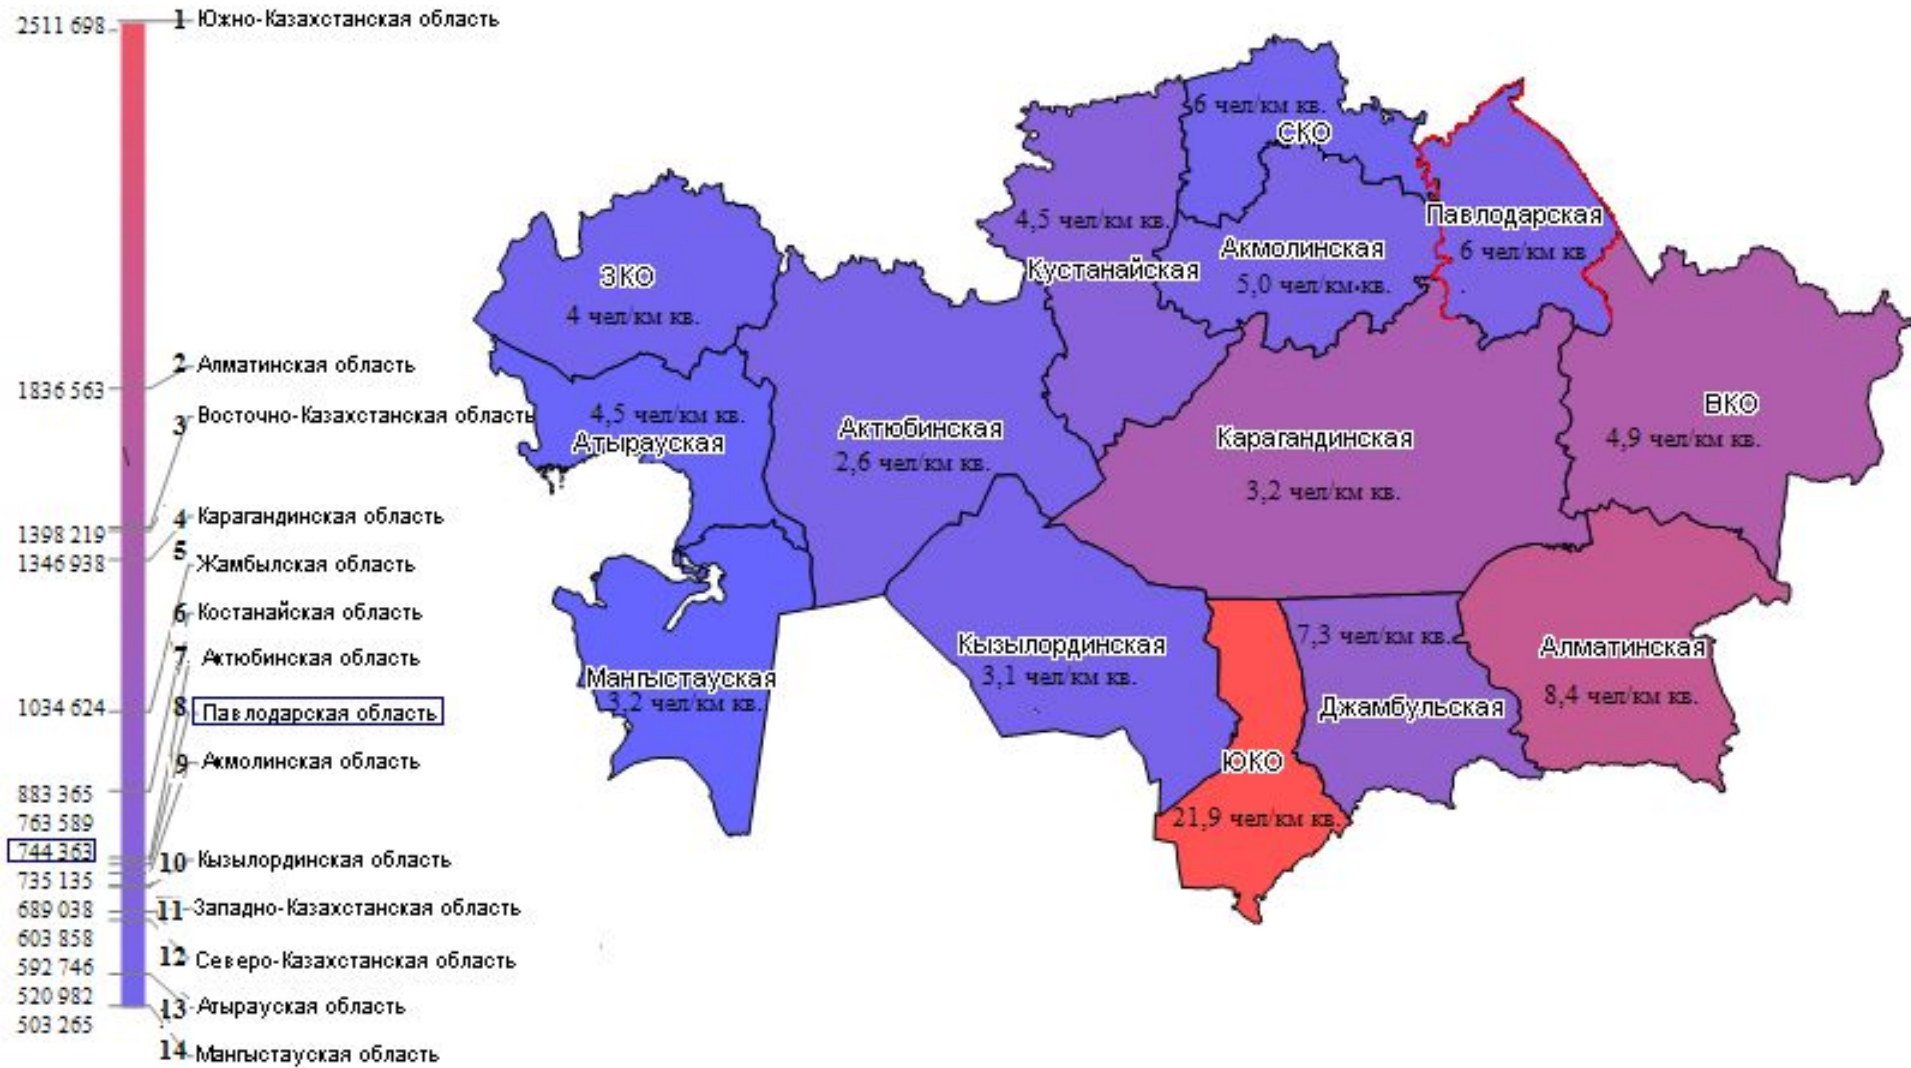 2511 698
1 Южно-Казахстанская область
1836 563
2 Алматинская область
3 Восточно-Казахстанская область
1398 219
4 Карагандинская область
1346 938
5 Жамбылская область
6 Костанайская область
7 Актюбинская область
1034 624
8 Павлодарская область
9 Акмолинская область
883 365
763 589
744 363
735 135
10 Кызылординская область
689 038
11 Западно-Казахстанская область
603 858
12 Северо-Казахстанская область
592 746
520 982
13 Атырауская область
503 265
14 Мангыстауская область
6 чел/км кв.
СКО
4,5 чел/км кв.
Кустанайская
Акмолинская
5,0 чел/км.кв.
Павлодарская
6 чел/км кв
ЗКО
4 чел/км кв.
4,5 чел/км кв.
Атырауская
Актюбинская
2,6 чел/км кв.
Карагандинская
3,2 чел/км кв.
ВКО
4,9 чел/км кв.
Мангыстауская
3,2 чел/км кв.
Кызылординская
3,1 чел/км кв.
7,3 чел/км кв.
Джамбульская
Алматинская
8,4 чел/км кв.
ЮКО
21,9 чел/км кв.